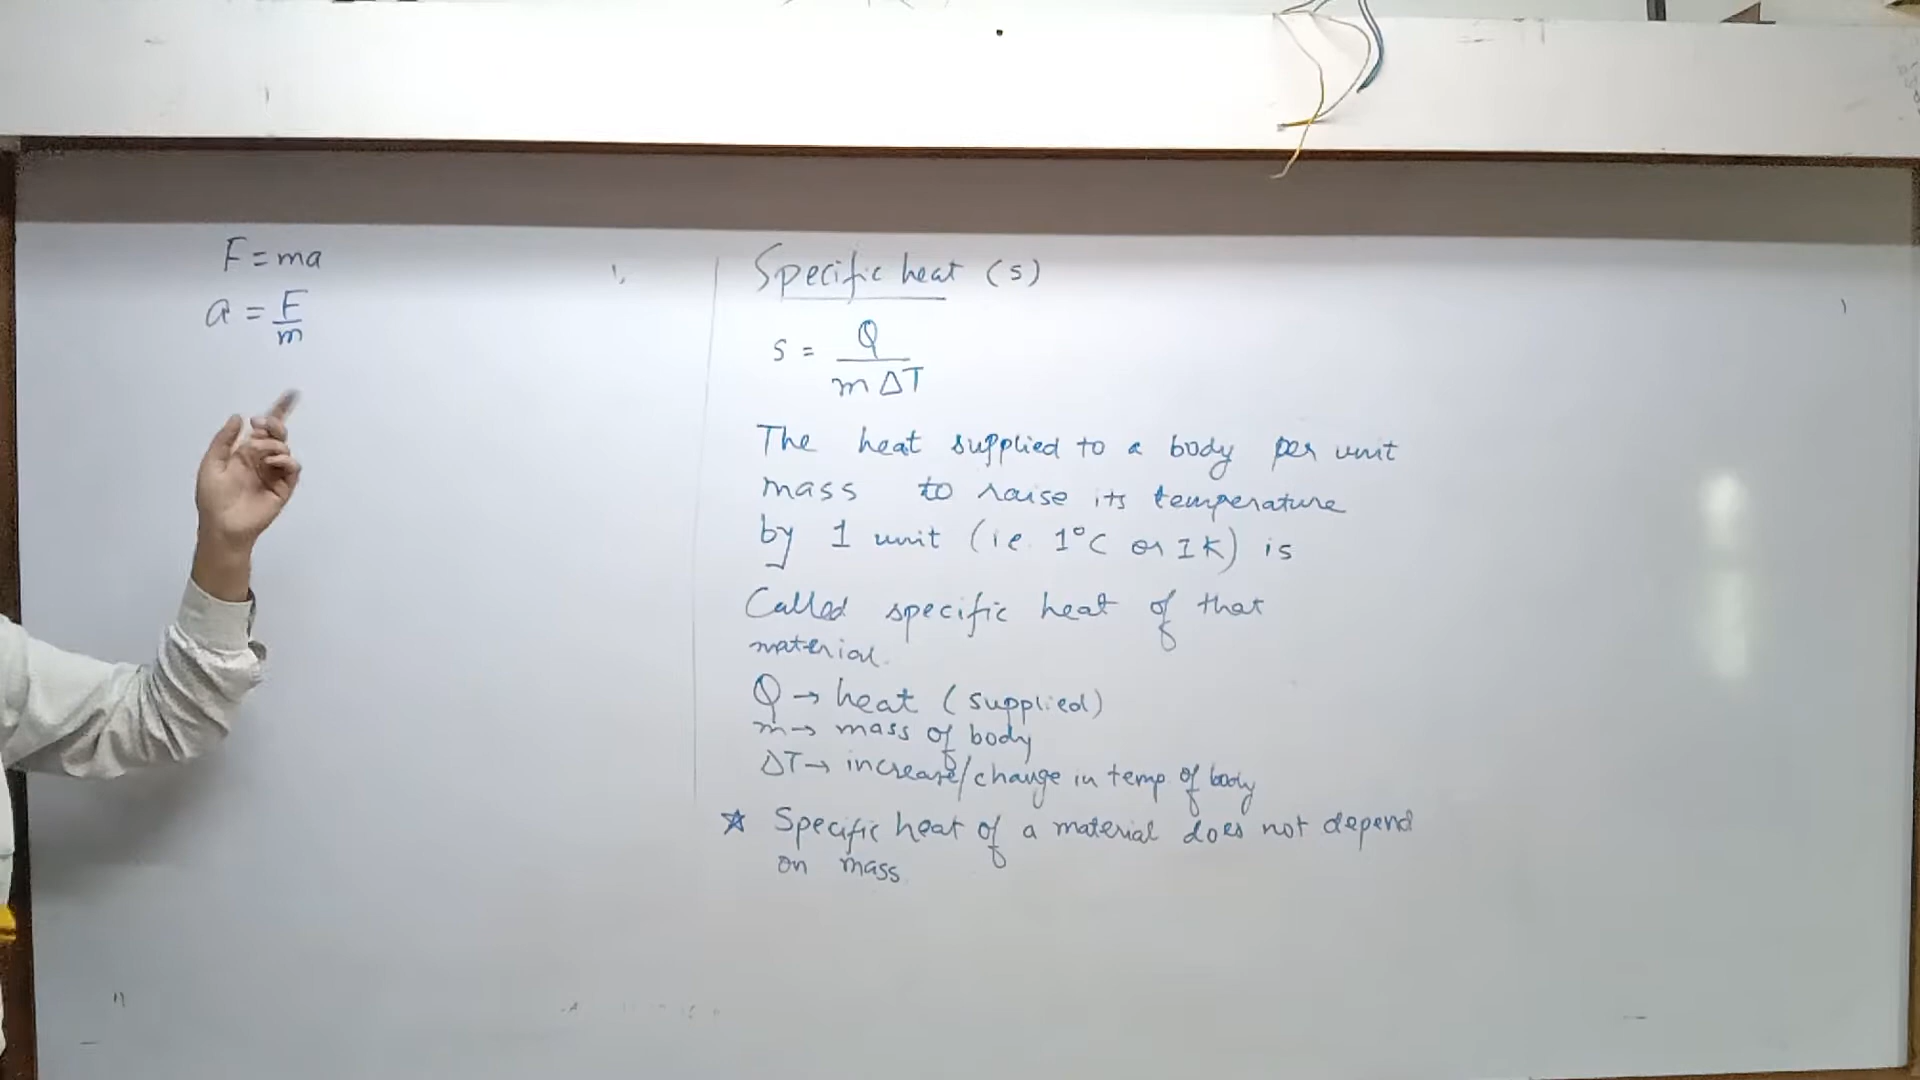 F = ma
a = F/m
Specific heat (s)
s = Q / m ΔT
The heat supplied to a body per unit
mass to raise its temperature
by 1 unit (i.e. 1°C or 1K) is
Called specific heat of that
material.
Q → heat (supplied)
m → mass of body
ΔT → increase/change in temp. of body
☆ Specific heat of a material does not depend
on mass.